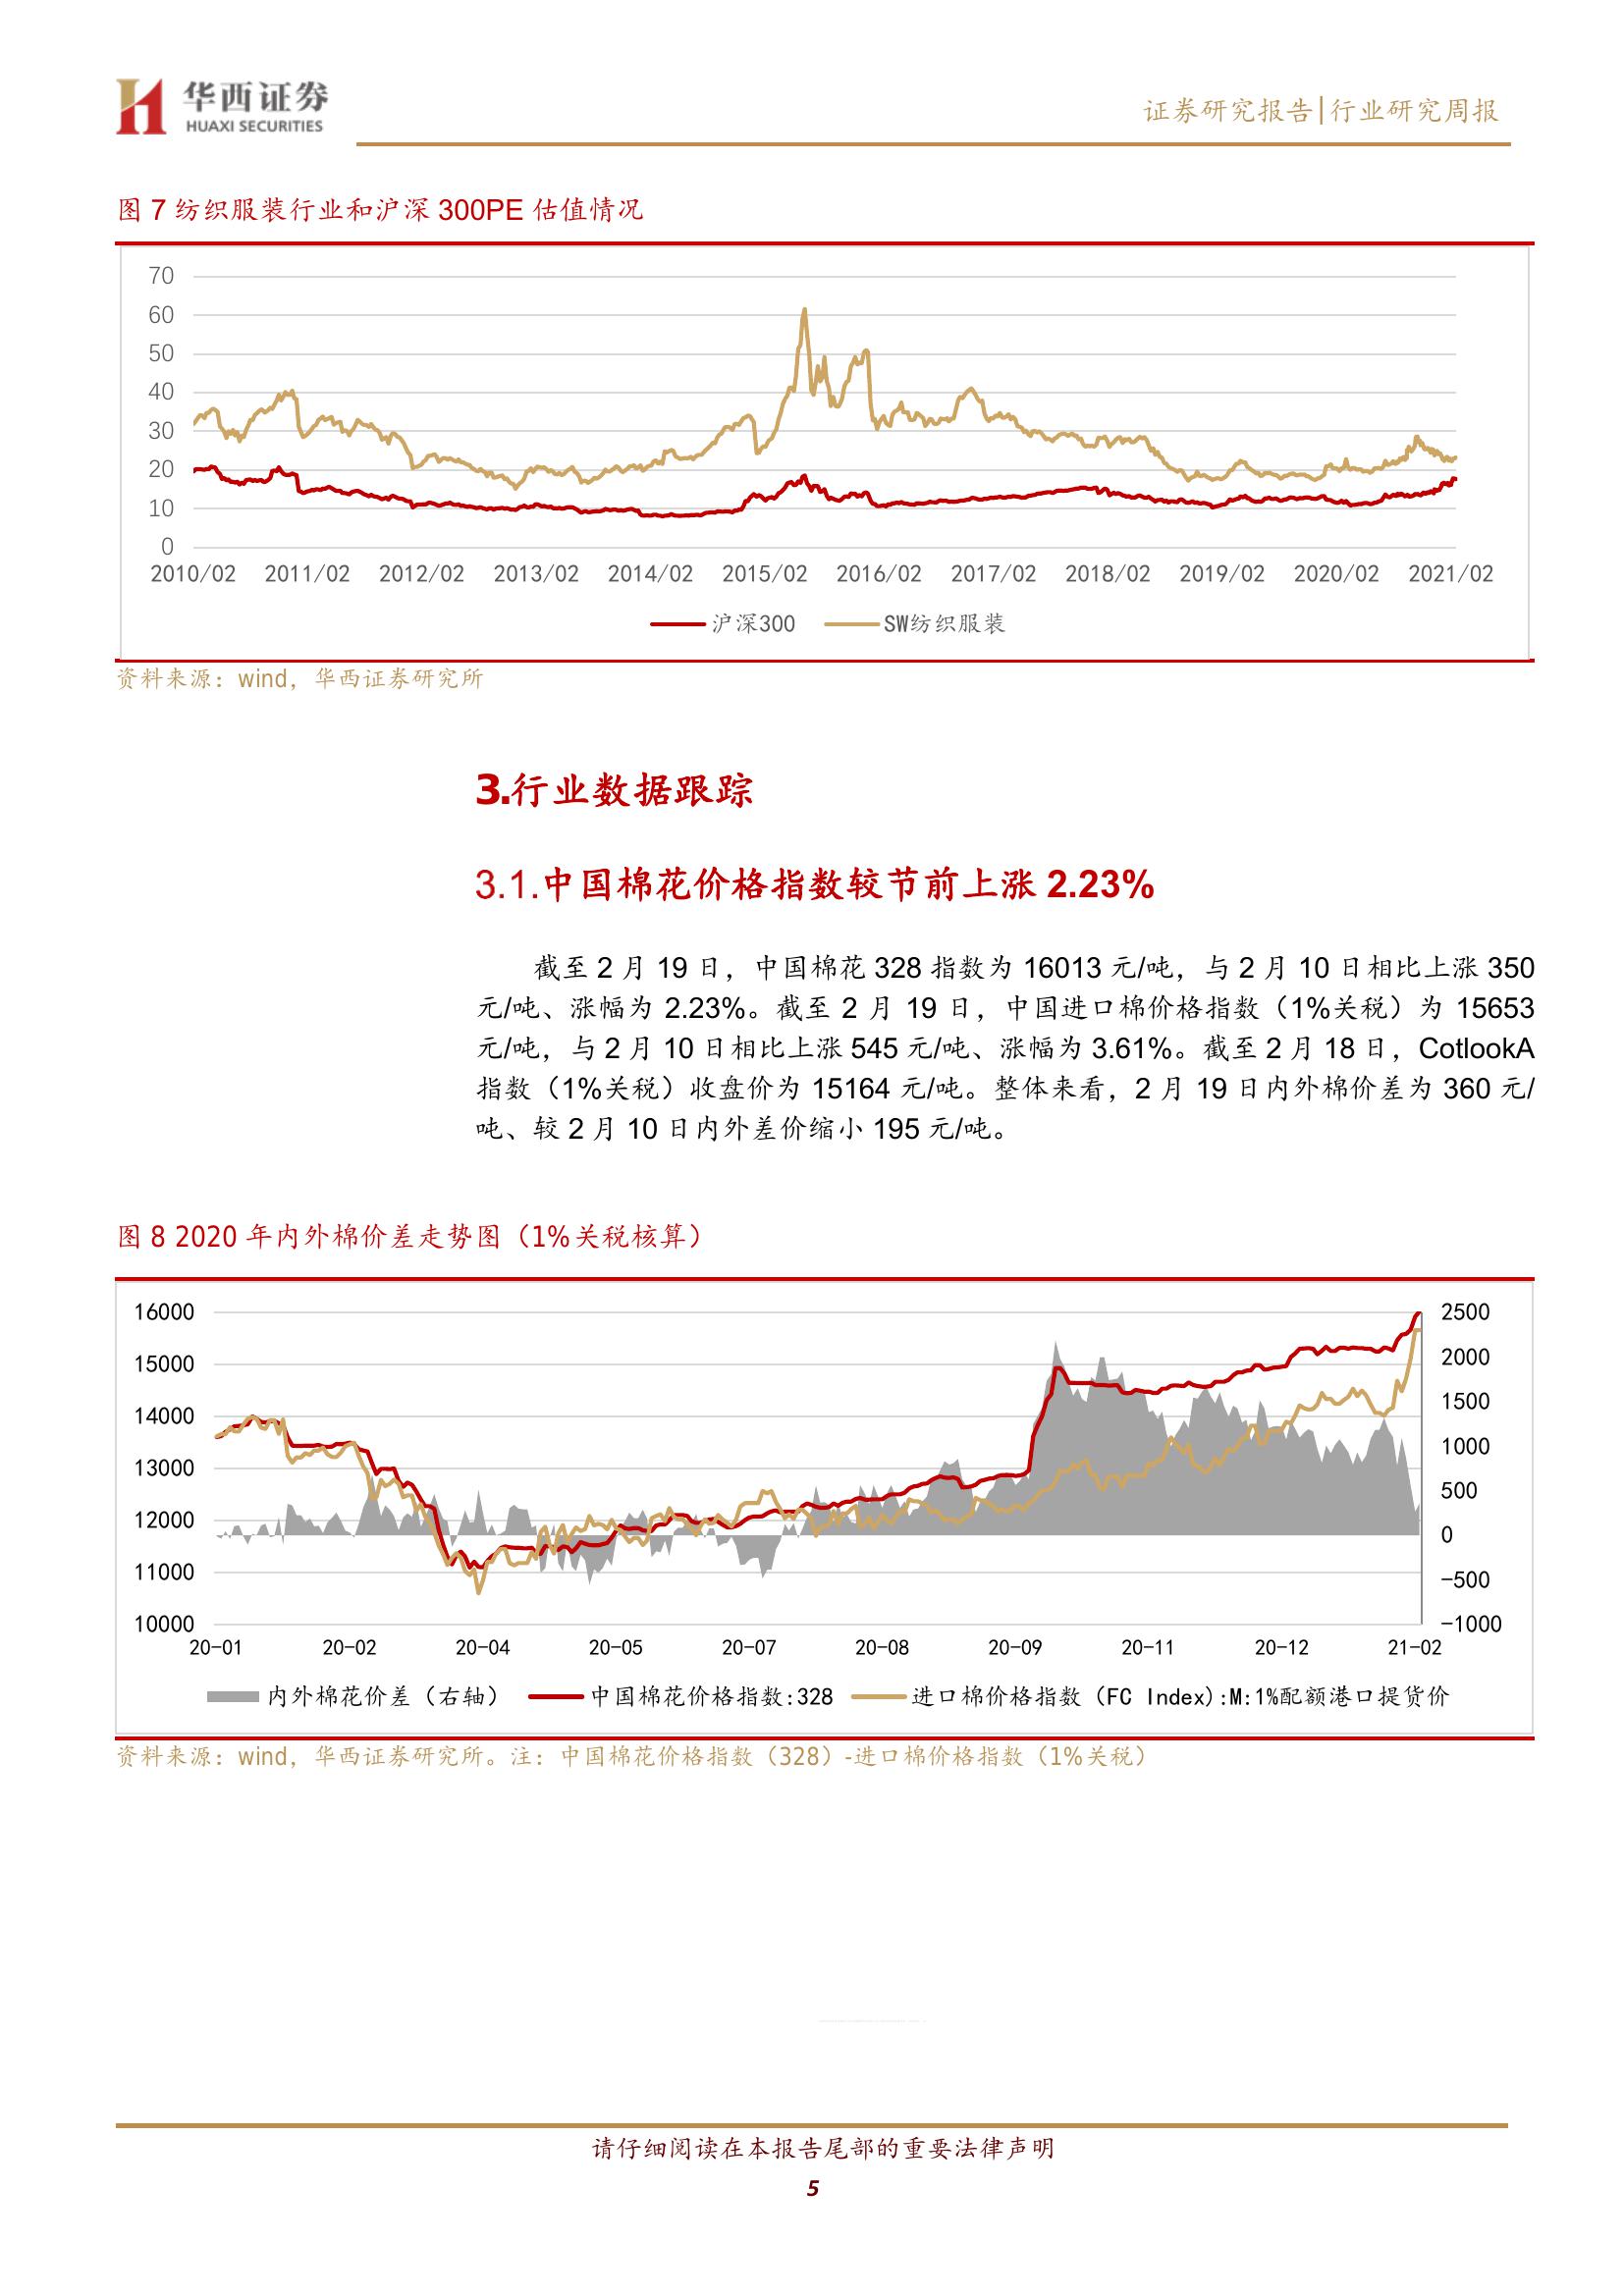 华西证券
HUAXI SECURITIES
证券研究报告|行业研究周报
图 7 纺织服装行业和沪深 300PE 估值情况
70
60
50
40
30
20
10
0
2010/02 2011/02 2012/02 2013/02 2014/02 2015/02 2016/02 2017/02 2018/02 2019/02 2020/02 2021/02
沪深300 SW纺织服装
资料来源：wind，华西证券研究所
3.行业数据跟踪
3.1.中国棉花价格指数较节前上涨 2.23%
截至 2 月 19 日，中国棉花 328 指数为 16013 元/吨，与 2 月 10 日相比上涨 350
元/吨、涨幅为 2.23%。截至 2 月 19 日，中国进口棉价格指数（1%关税）为 15653
元/吨，与 2 月 10 日相比上涨 545 元/吨、涨幅为 3.61%。截至 2 月 18 日，CotlookA
指数（1%关税）收盘价为 15164 元/吨。整体来看，2 月 19 日内外棉价差为 360 元/
吨、较 2 月 10 日内外差价缩小 195 元/吨。
图 8 2020 年内外棉价差走势图（1%关税核算）
16000 2500
15000 2000
14000 1500
13000 1000
12000 500
11000 0
10000 -500
-1000
20-01 20-02 20-04 20-05 20-07 20-08 20-09 20-11 20-12 21-02
内外棉花价差（右轴） 中国棉花价格指数:328 进口棉价格指数（FC Index）:M:1%配额港口提货价
资料来源：wind，华西证券研究所。注：中国棉花价格指数（328）-进口棉价格指数（1%关税）
请仔细阅读在本报告尾部的重要法律声明
5